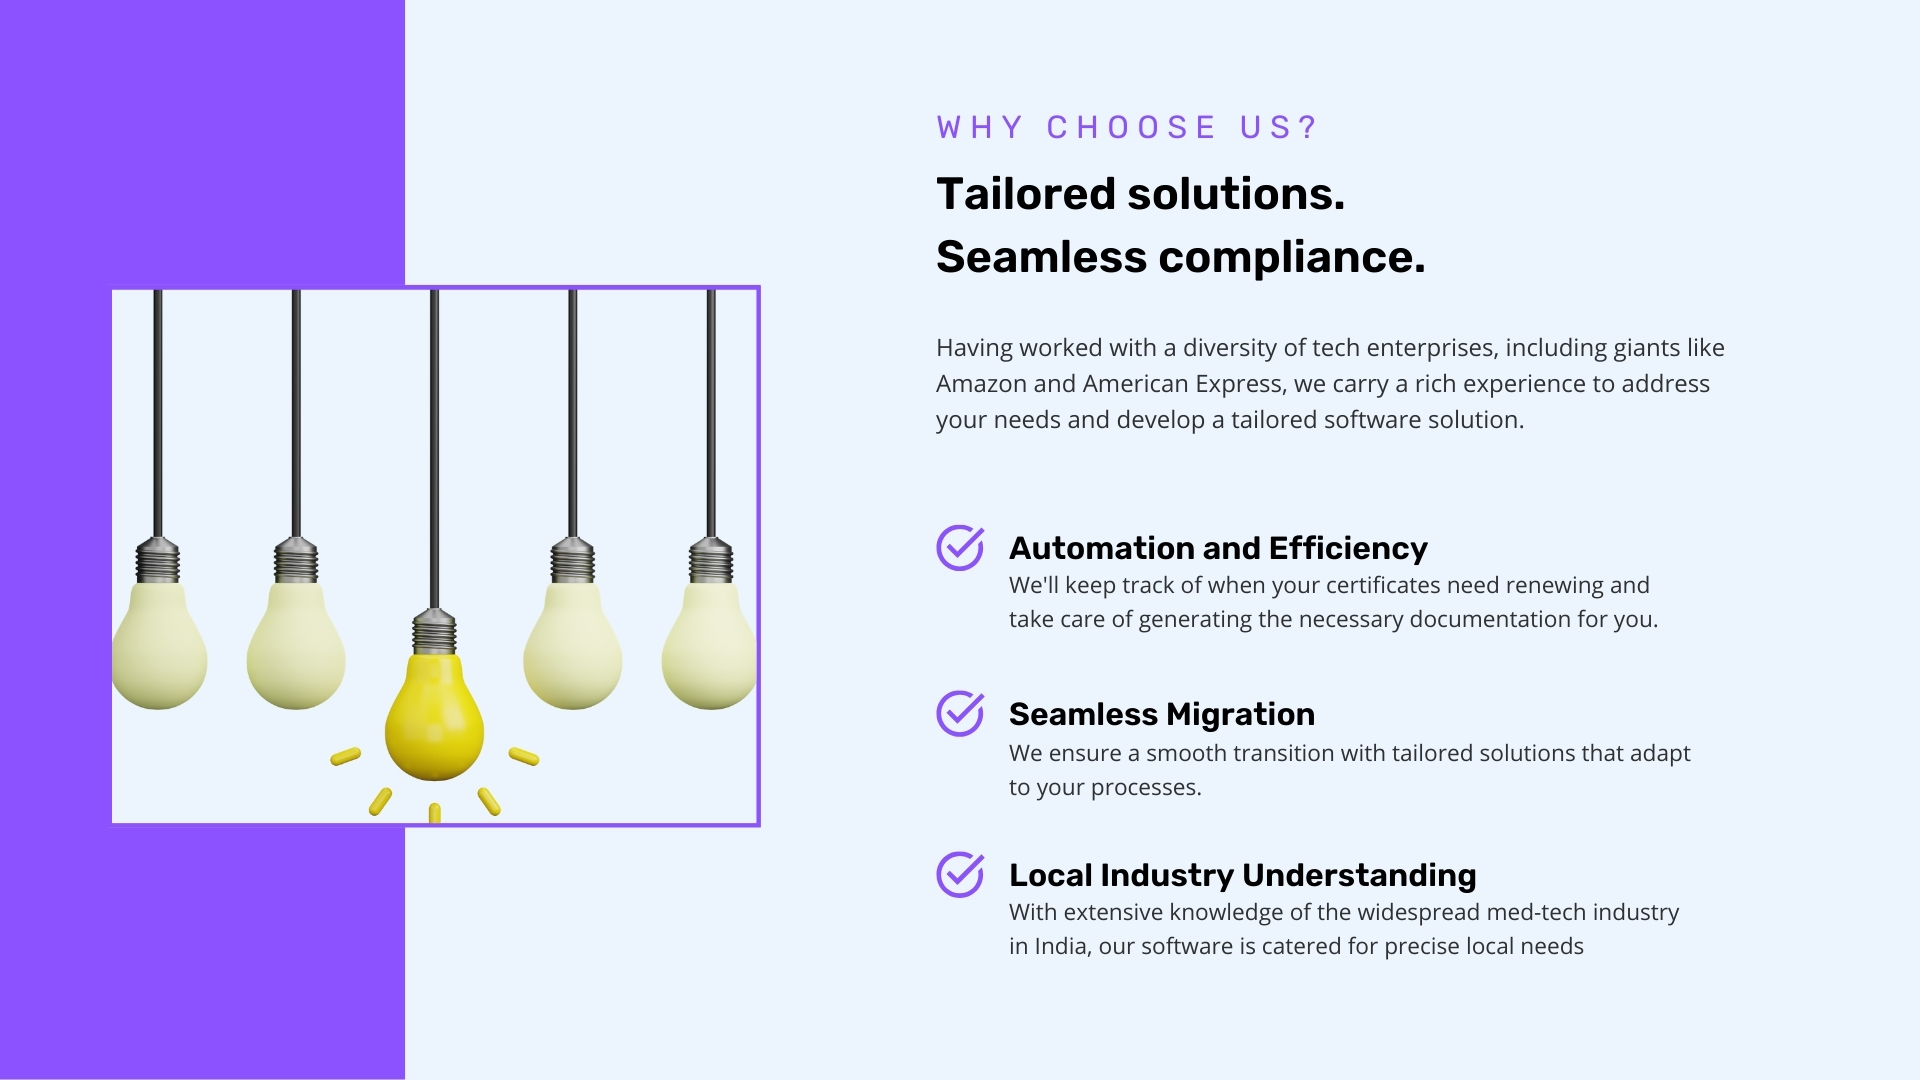 WHY CHOOSE US?
Tailored solutions.
Seamless compliance.
Having worked with a diversity of tech enterprises, including giants like
Amazon and American Express, we carry a rich experience to address
your needs and develop a tailored software solution.
Automation and Efficiency
We'll keep track of when your certificates need renewing and
take care of generating the necessary documentation for you.
Seamless Migration
We ensure a smooth transition with tailored solutions that adapt
to your processes.
Local Industry Understanding
With extensive knowledge of the widespread med-tech industry
in India, our software is catered for precise local needs